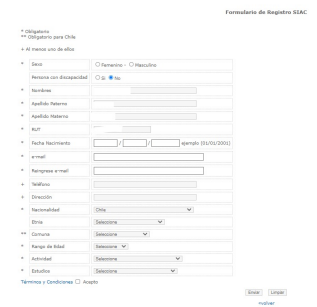 Formulario de Registro SIAC
* Obligatorio
** Obligatorio para Chile
+ Al menos uno de ellos
* Sexo Femenino - Masculino
Persona con discapacidad Si No
* Nombres
* Apellido Paterno
* Apellido Materno
* RUT
* Fecha Nacimiento / / ejemplo (01/01/2001)
* e-mail
* Reingrese e-mail
+ Teléfono
+ Dirección
* Nacionalidad Chile
Etnia Seleccione
** Comuna Seleccione
* Rango de Edad Seleccione
* Actividad Seleccione
* Estudios Seleccione
Términos y Condiciones Acepto
Enviar Limpiar
Volver